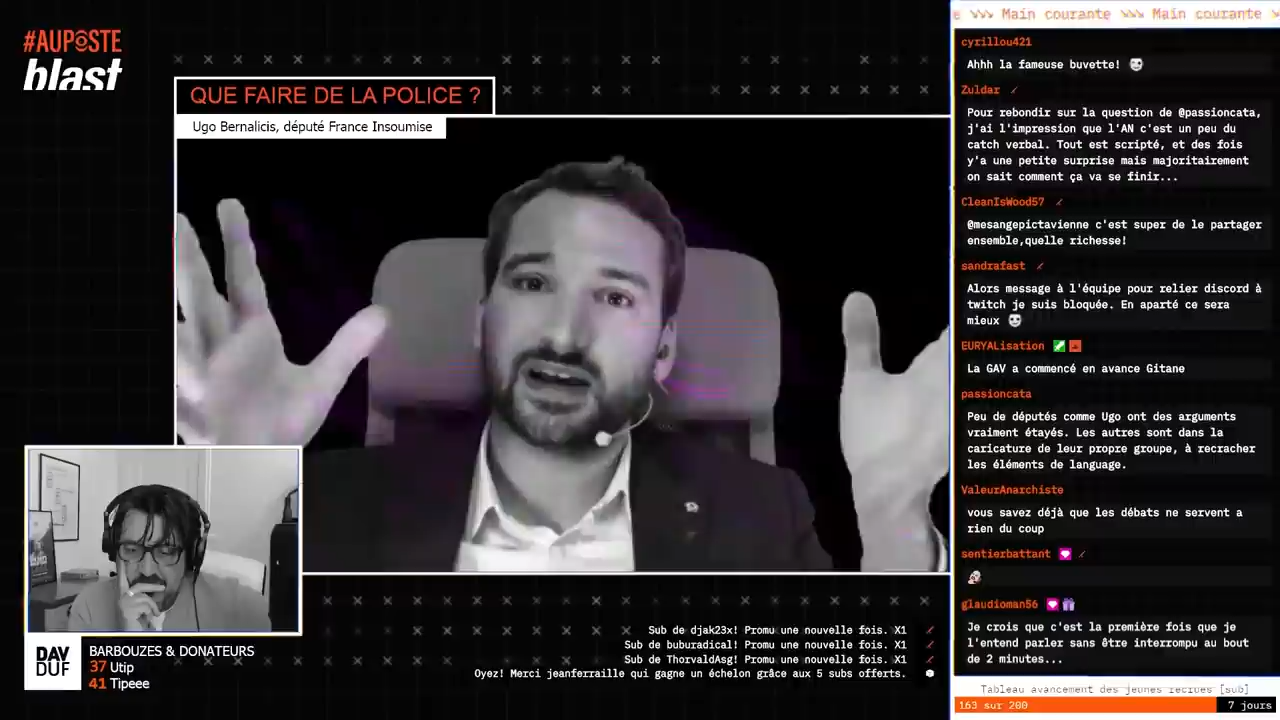 #AUPOSTE
blast
QUE FAIRE DE LA POLICE ?
Ugo Bernalicis, député France Insoumise
DAV
DUF
BARBOUZES & DONATEURS
37 Utip
41 Tipeee
Sub de djak23x! Promu une nouvelle fois. X1
Sub de buburadical! Promu une nouvelle fois. X1
Sub de ThorvaldAsg! Promu une nouvelle fois. X1
Oyez! Merci jeanferraille qui gagne un échelon grâce aux 5 subs offerts.
e Main courante Main courante
cyrillou421
Ahhh la fameuse buvette!
Zuldar
Pour rebondir sur la question de @passioncata,
j'ai l'impression que l'AN c'est un peu du
catch verbal. Tout est scripté, et des fois
y'a une petite surprise mais majoritairement
on sait comment ça va se finir...
CleanIsWood57
@mesangepictavienne c'est super de le partager
ensemble,quelle richesse!
sandrafast
Alors message à l'équipe pour relier discord à
twitch je suis bloquée. En aparté ce sera
mieux
EURYALisation
La GAV a commencé en avance Gitane
passioncata
Peu de députés comme Ugo ont des arguments
vraiment étayés. Les autres sont dans la
caricature de leur propre groupe, à recracher
les éléments de language.
ValeurAnarchiste
vous savez déjà que les débats ne servent a
rien du coup
sentierbattant
glaudioman56
Je crois que c'est la première fois que je
l'entend parler sans être interrompu au bout
de 2 minutes...
Tableau avancement des jeunes recrues [sub]
163 sur 200
7 jours